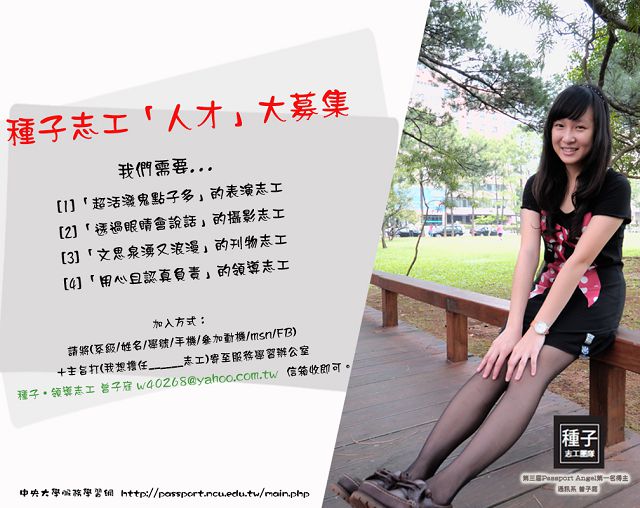 種子志工「人才」大募集
我們需要...
[1]「超活潑鬼點子多」的表演志工
[2]「透過眼睛會說話」的攝影志工
[3]「文思泉湧又浪漫」的刊物志工
[4]「用心且認真負責」的領導志工
加入方式：
請將(系級/姓名/學號/手機/參加動機/msn/FB)
+主旨打(我想擔任______志工)寄至服務學習辦公室
信箱收即可。
種子・領導志工 曾子窈 w40268@yahoo.com.tw
中央大學服務學習網 http://passport.ncu.edu.tw/main.php
種子
志工團隊
第三屆Passport Angel第一名得主
通訊系 曾子窈